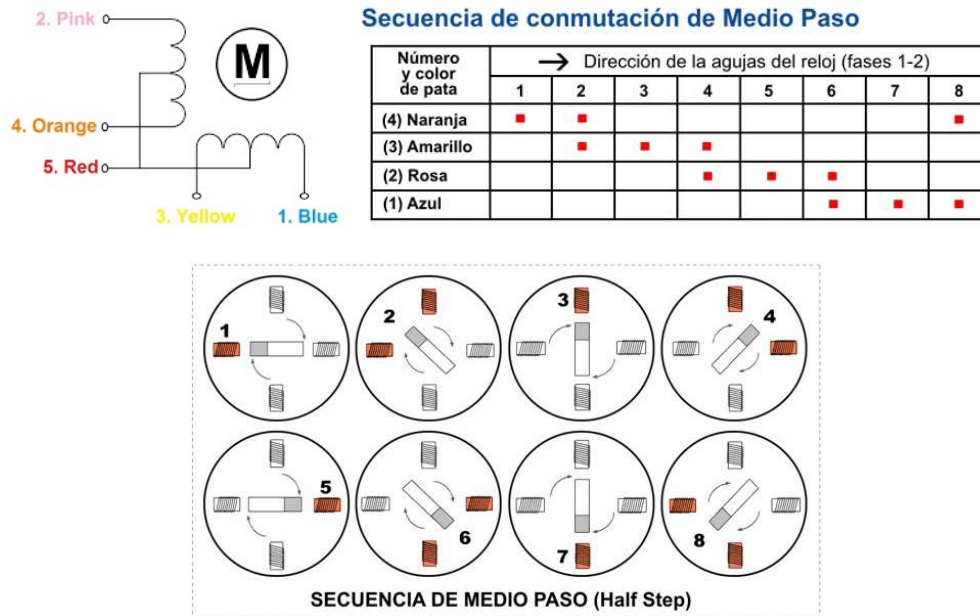 2. Pink
M
4. Orange
5. Red
3. Yellow
1. Blue
Secuencia de conmutación de Medio Paso
Número y color de pata
→ Dirección de la agujas del reloj (fases 1-2)
1 2 3 4 5 6 7 8
(4) Naranja
(3) Amarillo
(2) Rosa
(1) Azul
1
2
3
4
5
6
7
8
SECUENCIA DE MEDIO PASO (Half Step)